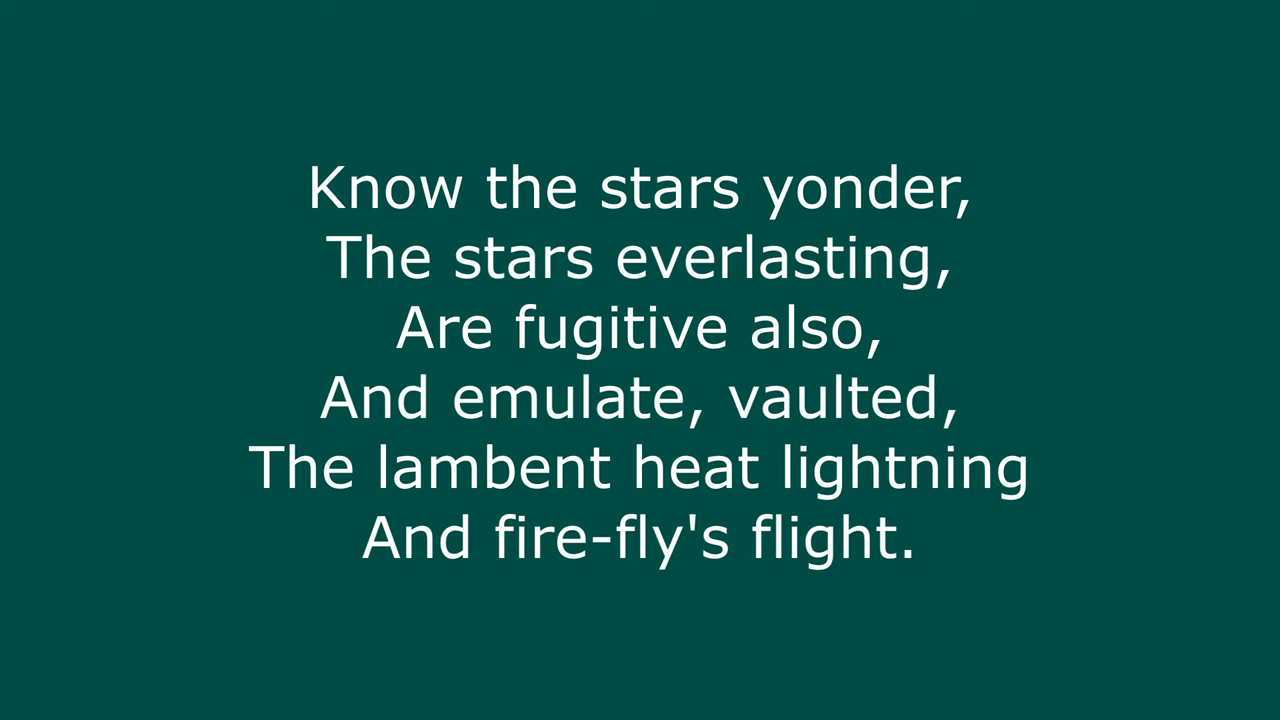 Know the stars yonder,
The stars everlasting,
Are fugitive also,
And emulate, vaulted,
The lambent heat lightning
And fire-fly's flight.